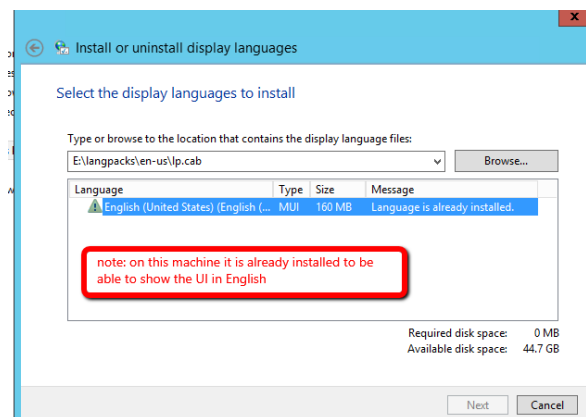 x
Install or uninstall display languages
Select the display languages to install
Type or browse to the location that contains the display language files:
E:\langpacks\en-us\lp.cab
Browse...
Language Type Size Message
English (United States) (English (... MUI 160 MB Language is already installed.
note: on this machine it is already installed to be
able to show the UI in English
Required disk space: 0 MB
Available disk space: 44.7 GB
Next Cancel